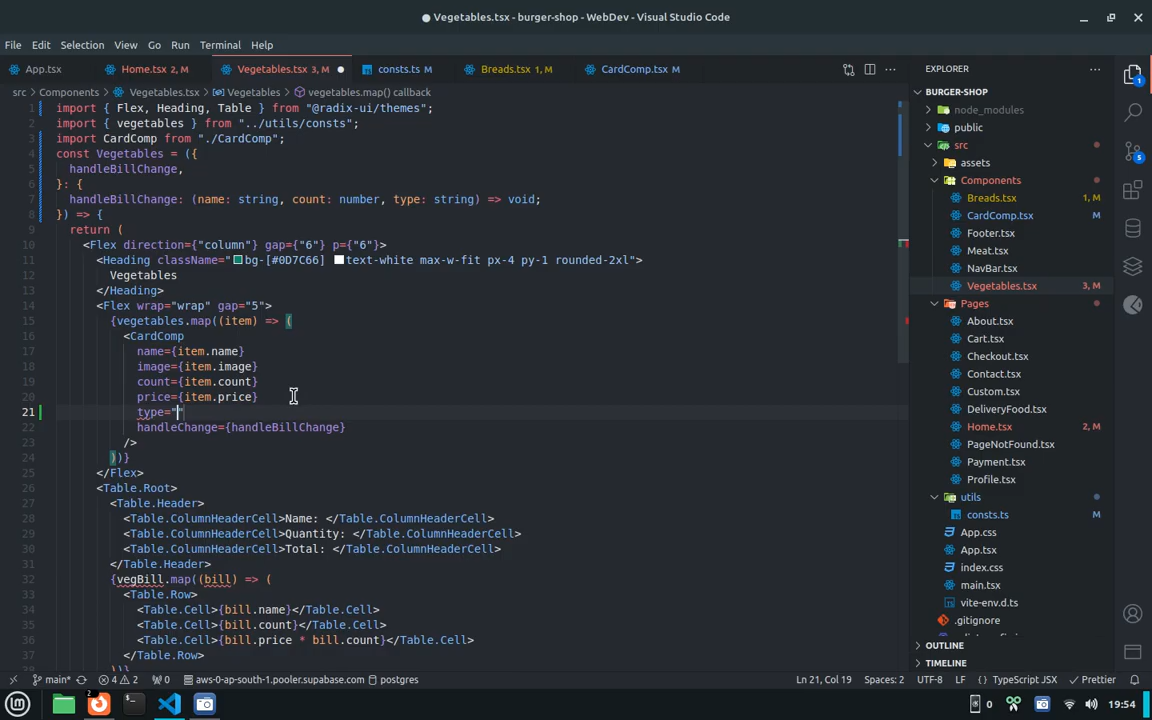 Vegetables.tsx - burger-shop - WebDev - Visual Studio Code
File Edit Selection View Go Run Terminal Help
App.tsx Home.tsx 2, M Vegetables.tsx 3, M consts.ts M Breads.tsx 1, M CardComp.tsx M
src > Components > Vegetables.tsx > Vegetables > vegetables.map() callback
1 import { Flex, Heading, Table } from "@radix-ui/themes";
2 import { vegetables } from "../utils/consts";
3 import CardComp from "./CardComp";
4 const Vegetables = ({
5 handleBillChange,
6 }: {
7 handleBillChange: (name: string, count: number, type: string) => void;
8 }) => {
9 return (
10 <Flex direction={"column"} gap={"6"} p={"6"}>
11 <Heading className="bg-[#0D7C66] text-white max-w-fit px-4 py-1 rounded-2xl">
12 Vegetables
13 </Heading>
14 <Flex wrap="wrap" gap="5">
15 {vegetables.map((item) => (
16 <CardComp
17 name={item.name}
18 image={item.image}
19 count={item.count}
20 price={item.price}
21 type=""
22 handleChange={handleBillChange}
23 />
24 ))}
25 </Flex>
26 <Table.Root>
27 <Table.Header>
28 <Table.ColumnHeaderCell>Name: </Table.ColumnHeaderCell>
29 <Table.ColumnHeaderCell>Quantity: </Table.ColumnHeaderCell>
30 <Table.ColumnHeaderCell>Total: </Table.ColumnHeaderCell>
31 </Table.Header>
32 {vegBill.map((bill) => (
33 <Table.Row>
34 <Table.Cell>{bill.name}</Table.Cell>
35 <Table.Cell>{bill.count}</Table.Cell>
36 <Table.Cell>{bill.price * bill.count}</Table.Cell>
37 </Table.Row>
38 ))}
EXPLORER
BURGER-SHOP
node_modules
public
src
assets
Components
Breads.tsx 1, M
CardComp.tsx M
Footer.tsx
Meat.tsx
NavBar.tsx
Vegetables.tsx 3, M
Pages
About.tsx
Cart.tsx
Checkout.tsx
Contact.tsx
Custom.tsx
DeliveryFood.tsx
Home.tsx 2, M
PageNotFound.tsx
Payment.tsx
Profile.tsx
utils
consts.ts M
App.css
App.tsx
index.css
main.tsx
vite-env.d.ts
.gitignore
OUTLINE
TIMELINE
1
5
main* 4 2 0 aws-0-ap-south-1.pooler.supabase.com postgres Ln 21, Col 19 Spaces: 2 UTF-8 LF {} TypeScript JSX Prettier
2 0 19:54